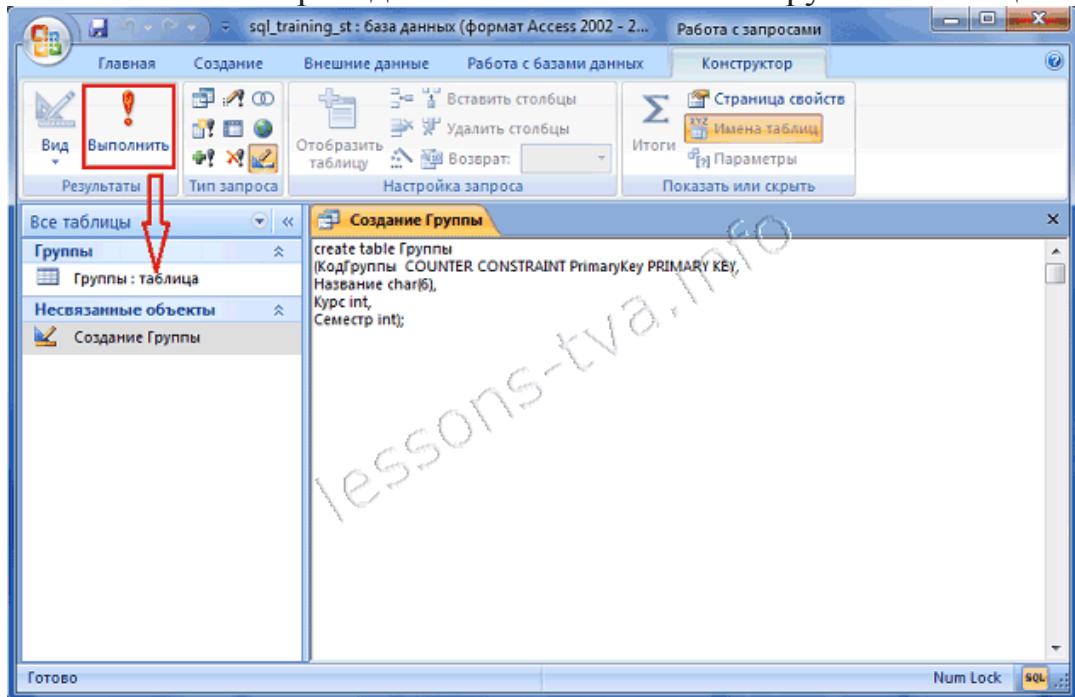 sql_training_st : база данных (формат Access 2002 - 2...
Работа с запросами
Главная
Создание
Внешние данные
Работа с базами данных
Конструктор
Вид
Выполнить
Результаты
Тип запроса
Отобразить
таблицу
Вставить столбцы
Удалить столбцы
Возврат:
Настройка запроса
Итоги
Страница свойств
XYZ
Имена таблиц
Параметры
Показать или скрыть
Все таблицы
Группы
Группы : таблица
Несвязанные объекты
Создание Группы
Создание Группы
create table Группы
(КодГруппы COUNTER CONSTRAINT PrimaryKey PRIMARY KEY,
Название char(6),
Курс int,
Семестр int);
lessons-tva.info
Готово
Num Lock
SQL